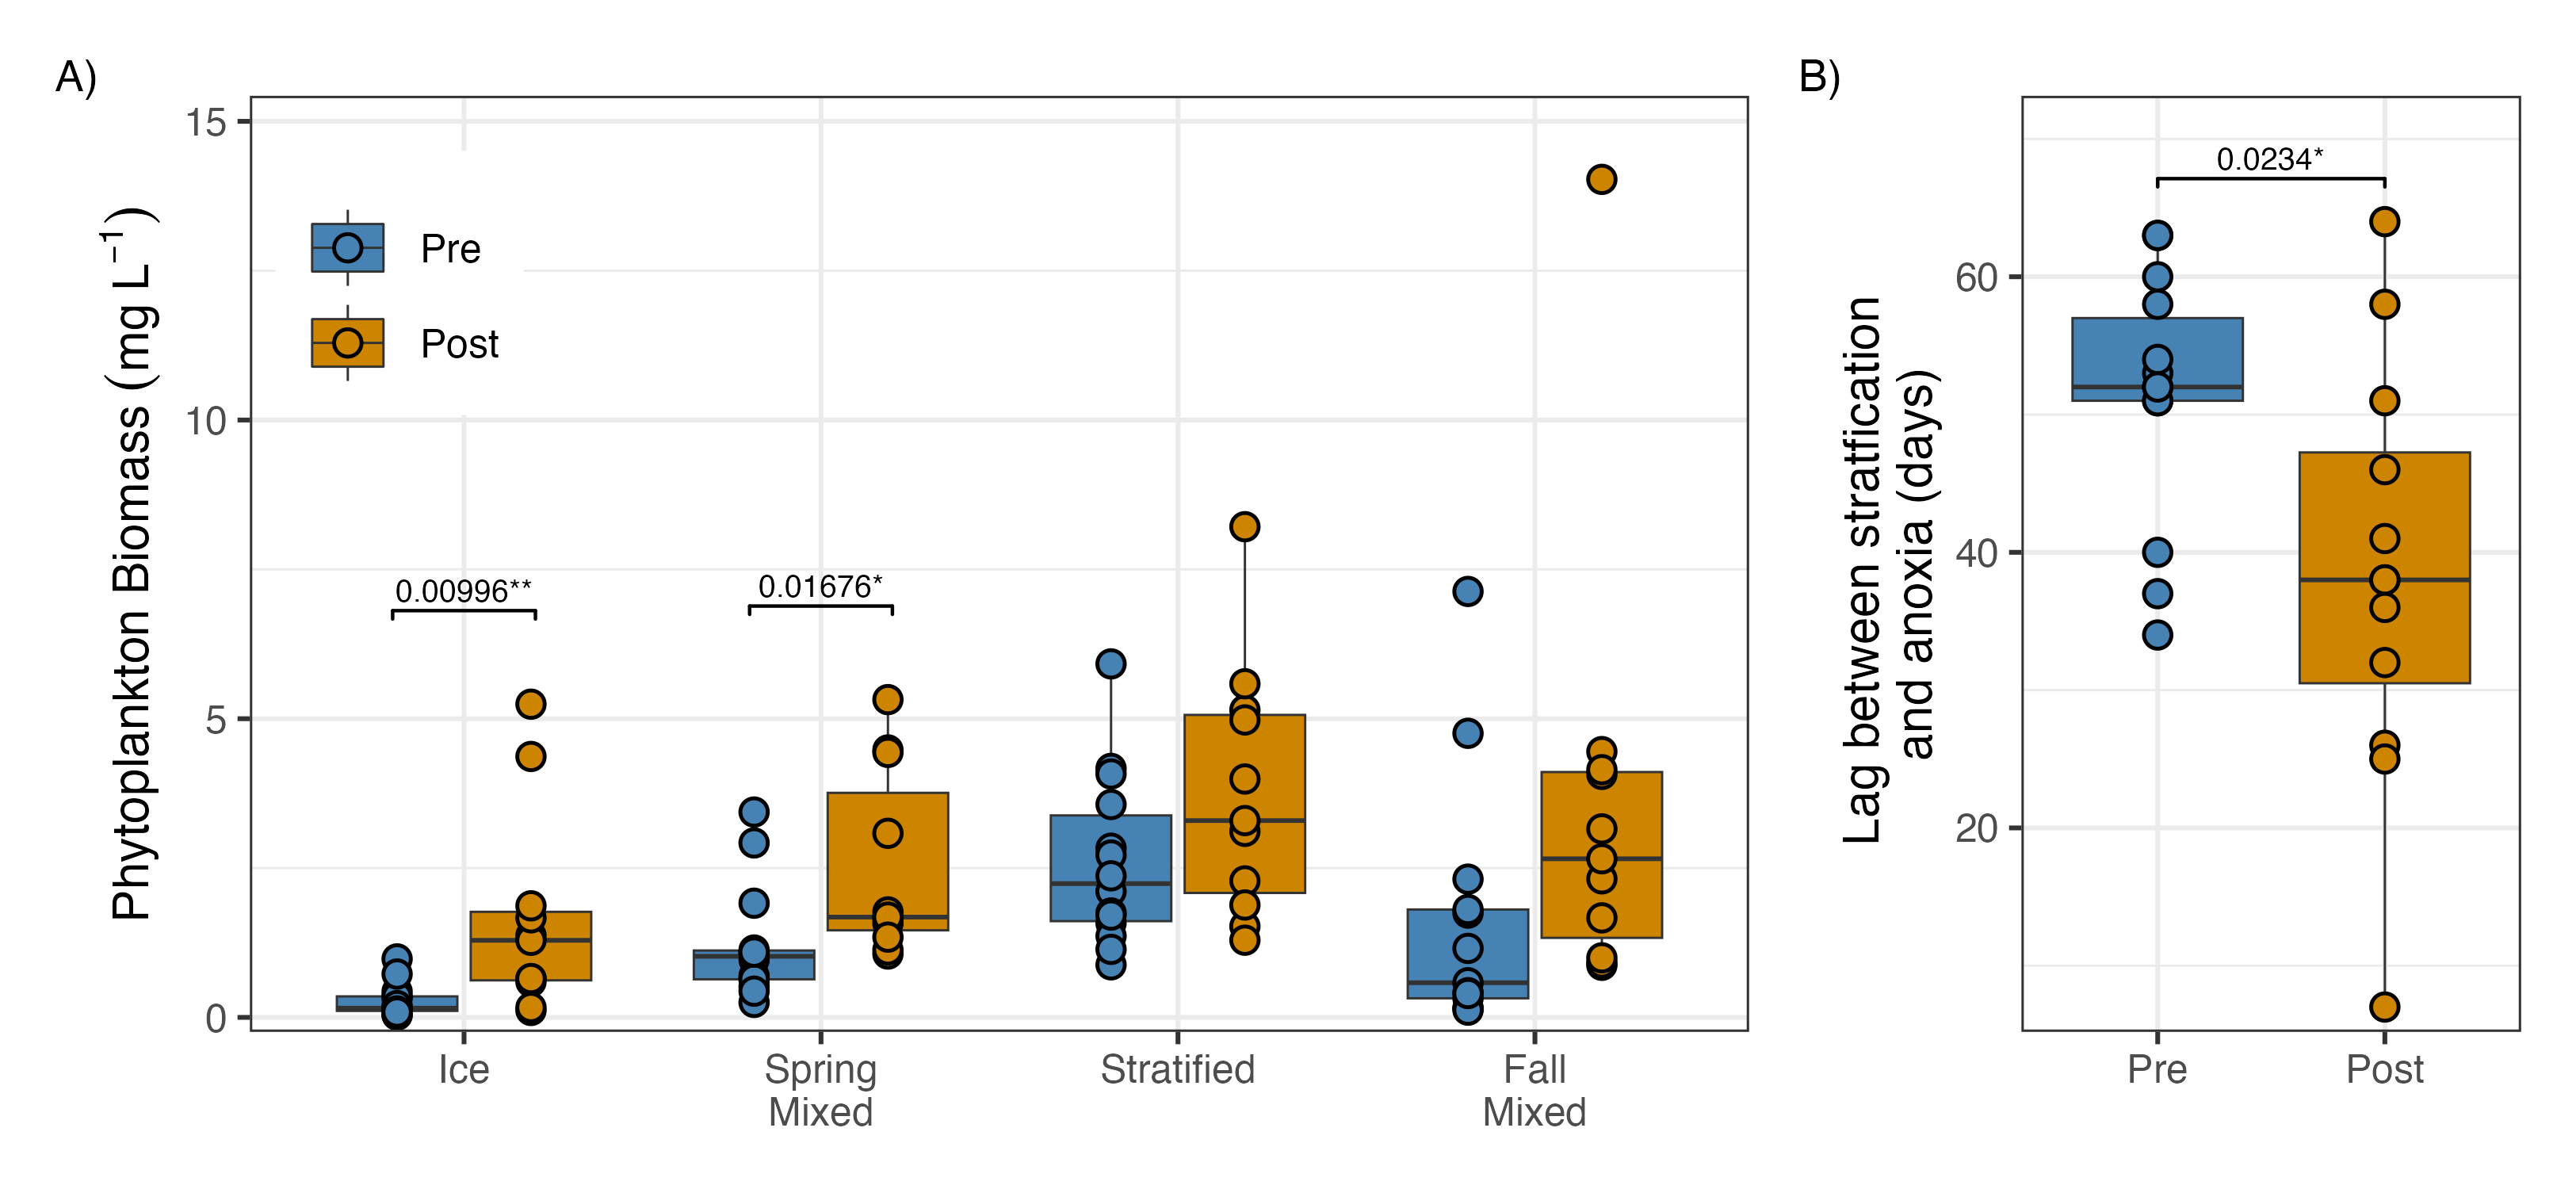 A)
Phytoplankton Biomass (mg L⁻¹)
15
10
5
0
Pre
Post
0.00996**
0.01676*
Ice
Spring
Mixed
Stratified
Fall
Mixed
B)
Lag between stratification
and anoxia (days)
60
40
20
0.0234*
Pre
Post